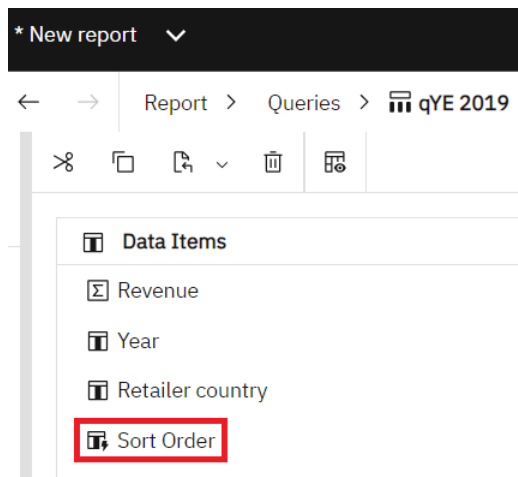 * New report
Report > Queries > qYE 2019
Data Items
Revenue
Year
Retailer country
Sort Order